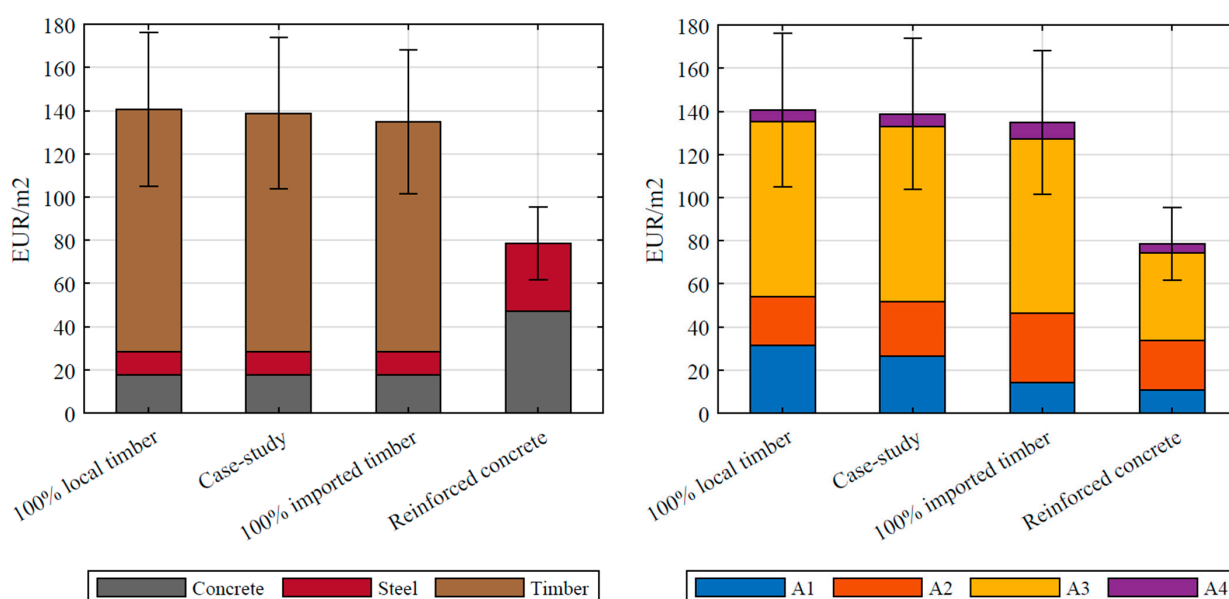 180
160
140
120
100
80
60
40
20
0
EUR/m2
100% local timber
Case-study
100% imported timber
Reinforced concrete
Concrete Steel Timber
180
160
140
120
100
80
60
40
20
0
EUR/m2
100% local timber
Case-study
100% imported timber
Reinforced concrete
A1 A2 A3 A4